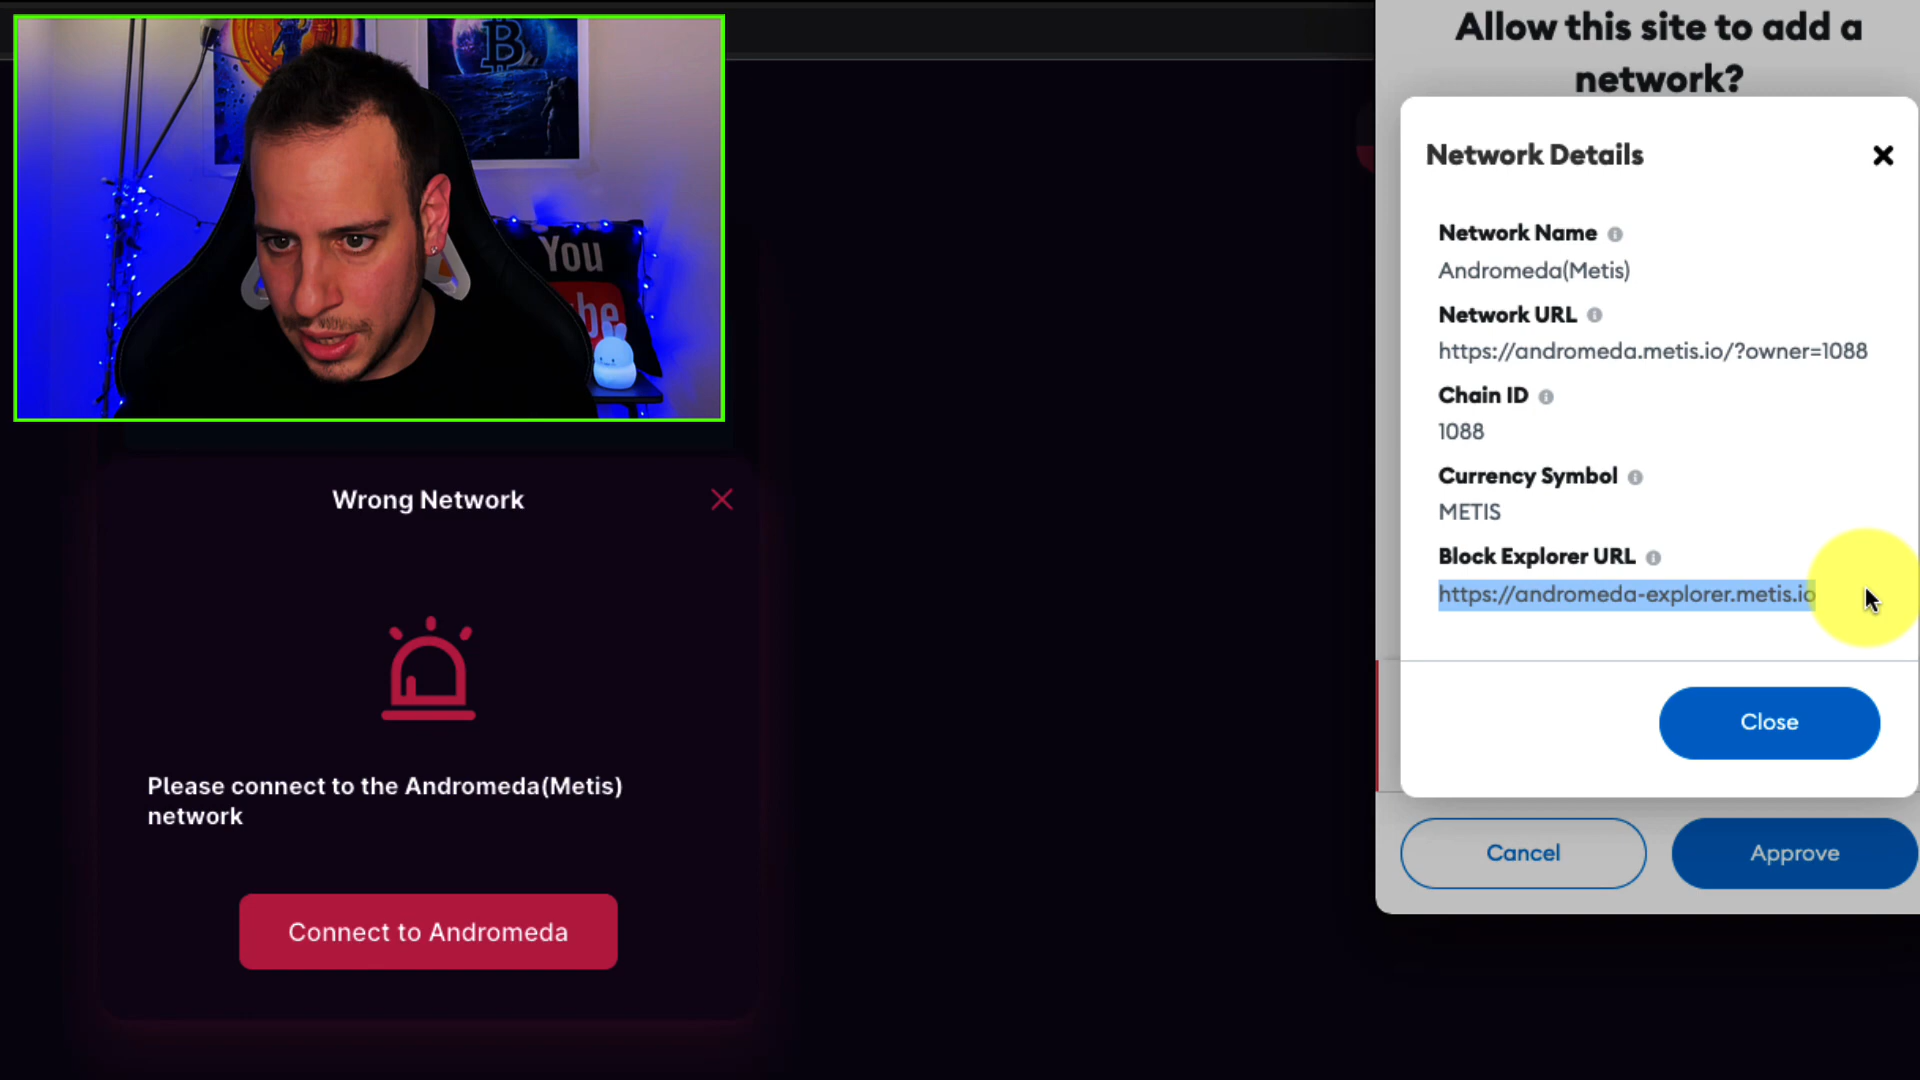 You
be
Wrong Network
Please connect to the Andromeda(Metis)
network
Connect to Andromeda
Allow this site to add a
network?
Network Details
Network Name
Andromeda(Metis)
Network URL
https://andromeda.metis.io/?owner=1088
Chain ID
1088
Currency Symbol
METIS
Block Explorer URL
https://andromeda-explorer.metis.io
Close
Cancel
Approve